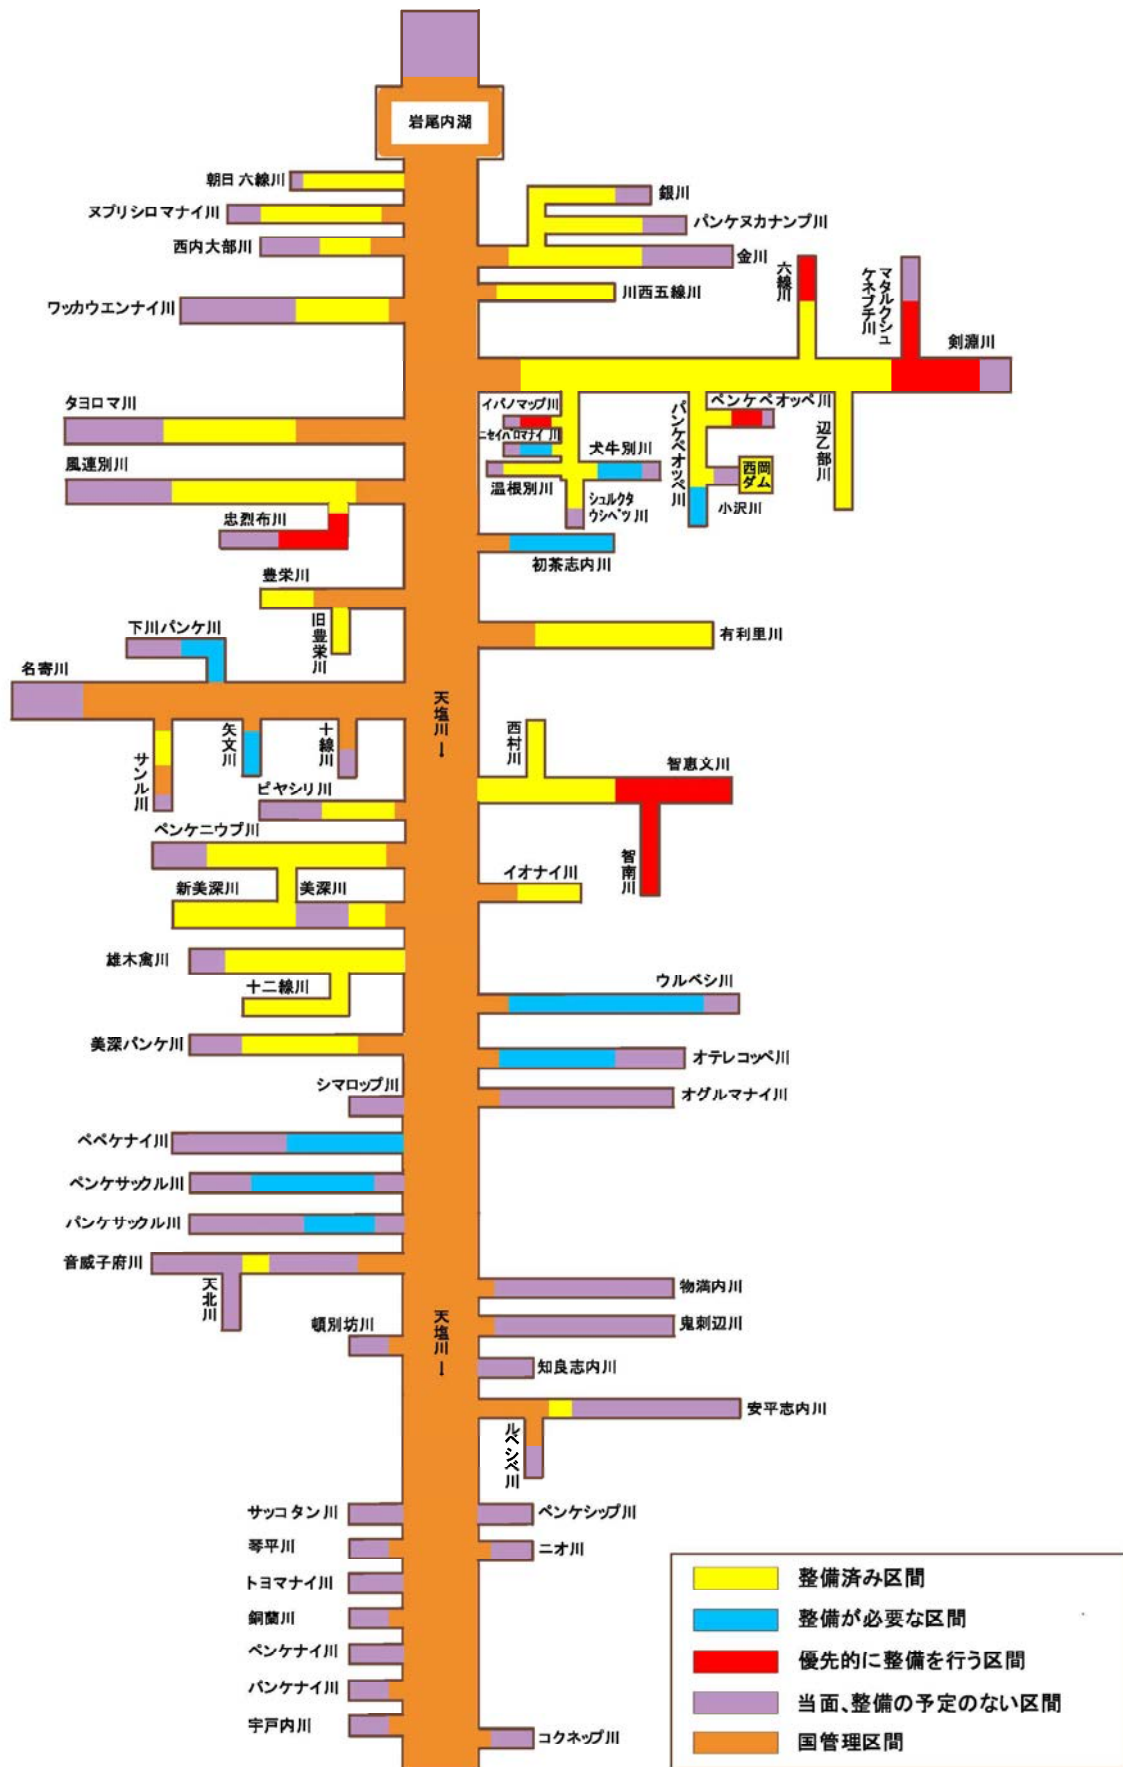 岩尾内湖
朝日六線川
ヌプリシロマナイ川
西内大部川
ワッカウエンナイ川
銀川
パンケヌカナンプ川
金川
川西五線川
六線川
マタルクシュ
ケネプチ川
剣淵川
タヨロマ川
風連別川
忠烈布川
イパノマップ川
ニセイパロマナイ川
温根別川
犬牛別川
シュルクタ
ウシベツ川
パンケペオッペ川
ペンケペオッペ川
西岡
ダム
小沢川
辺乙部川
初茶志内川
豊栄川
旧豊栄川
下川パンケ川
名寄川
有利里川
サンル川
矢文川
十線川
天塩川
↓
西村川
智恵文川
智南川
ピヤシリ川
ペンケニウプ川
新美深川
美深川
イオナイ川
雄木禽川
十二線川
ウルベシ川
美深パンケ川
オテレコッペ川
シマロップ川
オグルマナイ川
ペペケナイ川
ペンケサックル川
パンケサックル川
音威子府川
天北川
物満内川
頓別坊川
天塩川
↓
鬼刺辺川
知良志内川
安平志内川
ルベシベ川
サッコタン川
ペンケシップ川
琴平川
ニオ川
トヨマナイ川
銅蘭川
ペンケナイ川
パンケナイ川
宇戸内川
コクネップ川
整備済み区間
整備が必要な区間
優先的に整備を行う区間
当面、整備の予定のない区間
国管理区間